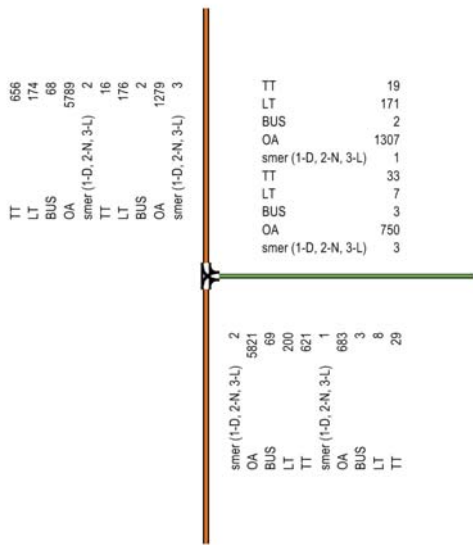 TT 656
LT 174
BUS 68
OA 5789
smer (1-D, 2-N, 3-L) 2
TT 16
LT 176
BUS 2
OA 1279
smer (1-D, 2-N, 3-L) 3
TT 19
LT 171
BUS 2
OA 1307
smer (1-D, 2-N, 3-L) 1
TT 33
LT 7
BUS 3
OA 750
smer (1-D, 2-N, 3-L) 3
smer (1-D, 2-N, 3-L) 2
OA 5821
BUS 69
LT 200
TT 621
smer (1-D, 2-N, 3-L) 1
OA 683
BUS 3
LT 8
TT 29